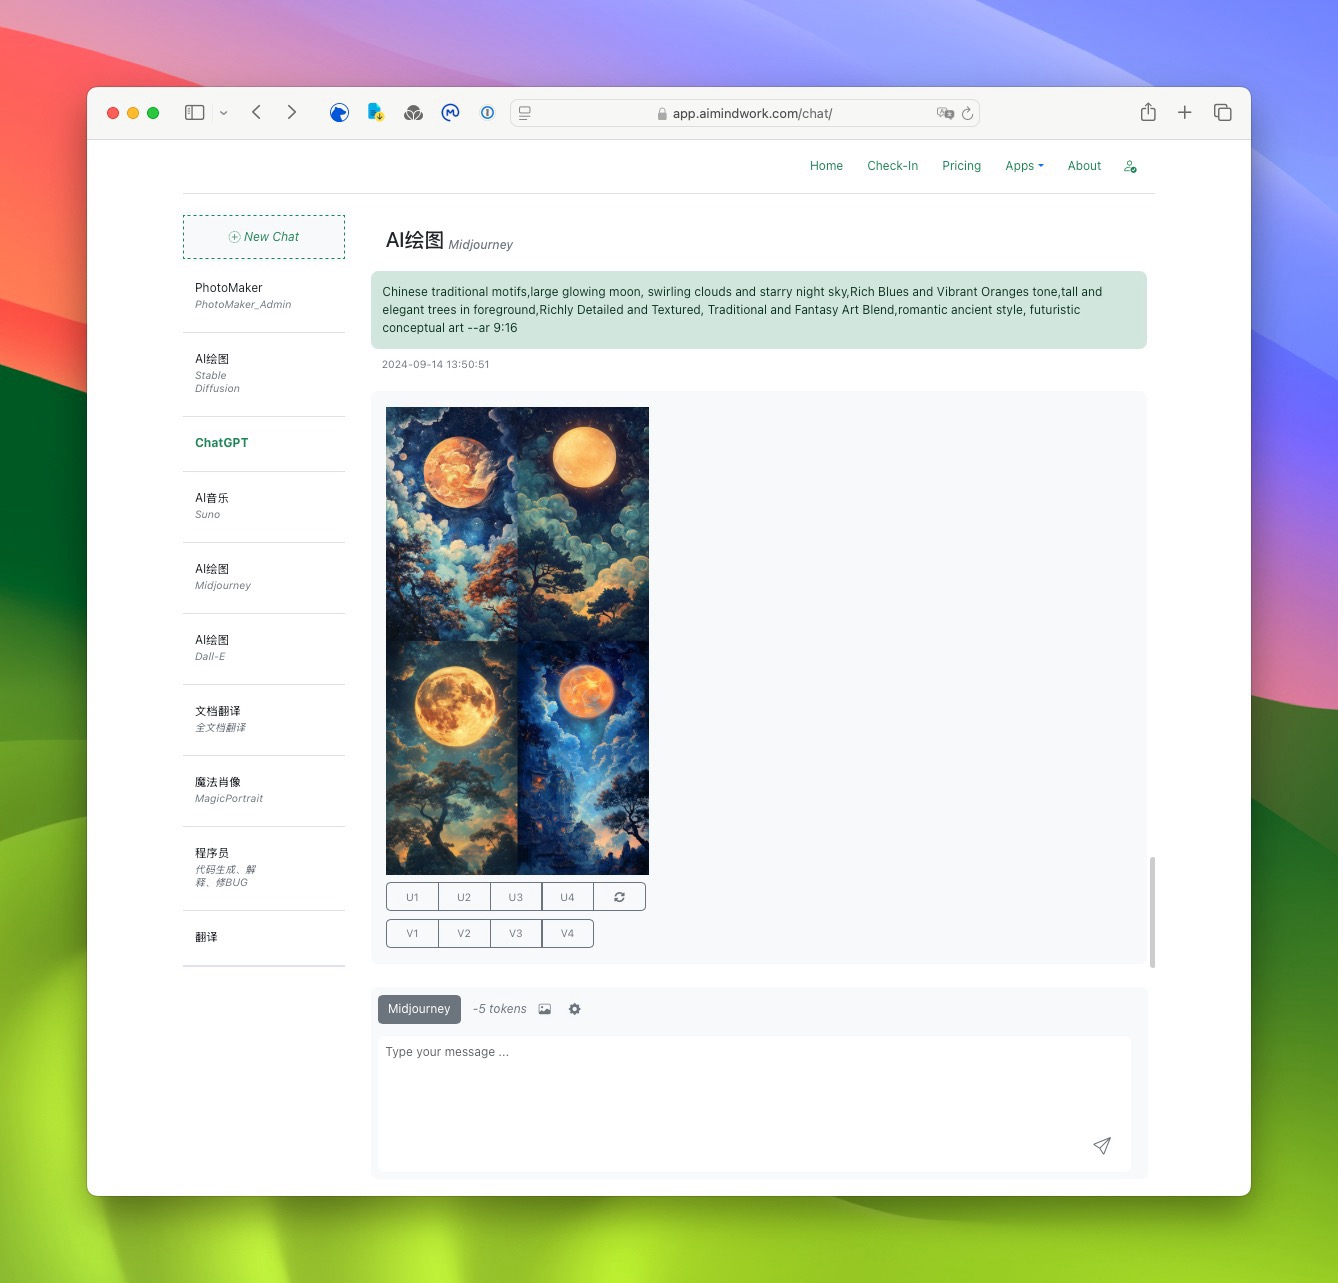 app.aimindwork.com/chat/
Home
Check-In
Pricing
Apps
About
New Chat
PhotoMaker
PhotoMaker_Admin
AI绘图
Stable
Diffusion
ChatGPT
AI音乐
Suno
AI绘图
Midjourney
AI绘图
Dall-E
文档翻译
全文档翻译
魔法肖像
MagicPortrait
程序员
代码生成、解
释、修BUG
翻译
AI绘图 Midjourney
Chinese traditional motifs,large glowing moon, swirling clouds and starry night sky,Rich Blues and Vibrant Oranges tone,tall and
elegant trees in foreground,Richly Detailed and Textured, Traditional and Fantasy Art Blend,romantic ancient style, futuristic
conceptual art --ar 9:16
2024-09-14 13:50:51
U1 U2 U3 U4
V1 V2 V3 V4
Midjourney -5 tokens
Type your message ...